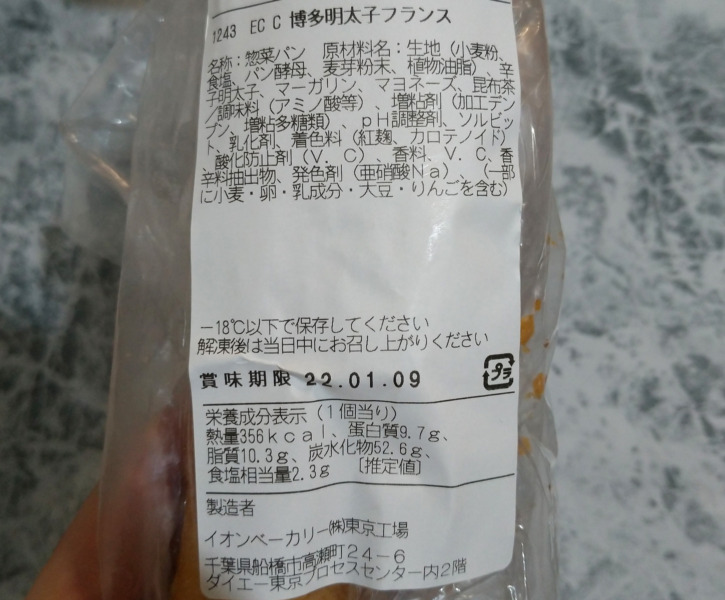 1243 EC C 博多明太子フランス
名称：惣菜パン 原材料名：生地（小麦粉、
食塩、パン酵母、麦芽粉末、植物油脂）、辛
子明太子、マーガリン、マヨネーズ、昆布茶
／調味料（アミノ酸等）、増粘剤（加工デン
プン、増粘多糖類）、ｐＨ調整剤、ソルビッ
ト、乳化剤、着色料（紅麹、カロテノイド）
、酸化防止剤（Ｖ．Ｃ）、香料、Ｖ．Ｃ、香
辛料抽出物、発色剤（亜硝酸Ｎａ）、（一部
に小麦・卵・乳成分・大豆・りんごを含む）
－18℃以下で保存してください
解凍後は当日中にお召し上がりください
賞味期限 22.01.09
プラ
栄養成分表示（１個当り）
熱量356ｋｃａｌ、蛋白質9.7ｇ、
脂質10.3ｇ、炭水化物52.6ｇ、
食塩相当量2.3ｇ ［推定値］
製造者
イオンベーカリー㈱東京工場
千葉県船橋市高瀬町２４－６
ダイエー東京プロセスセンター内２階